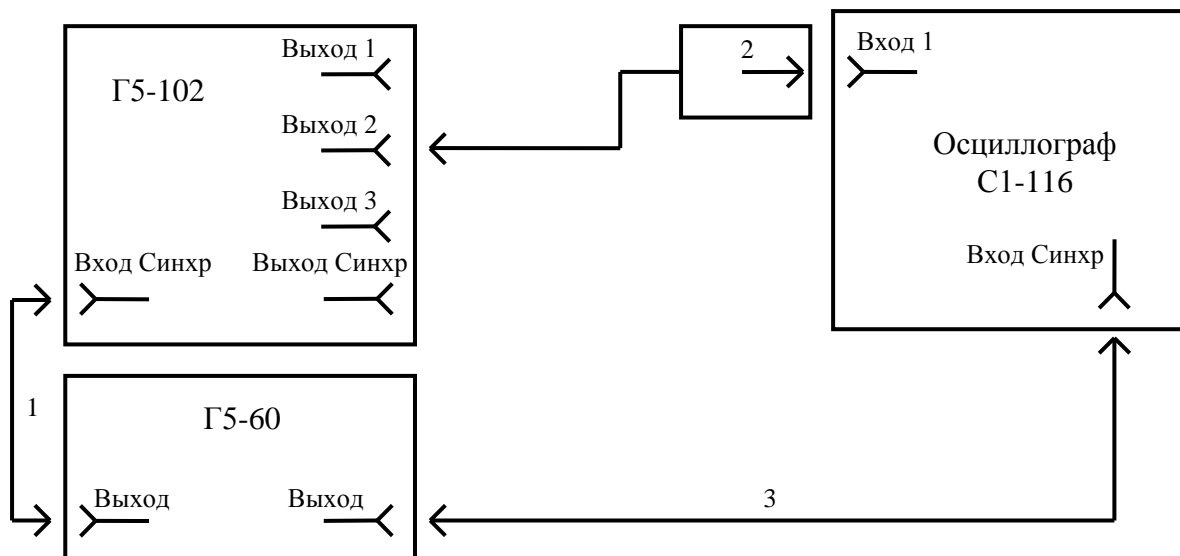 Выход 1
2
Вход 1
Г5-102
Выход 2
Осциллограф
С1-116
Выход 3
Вход Синхр
Вход Синхр
Выход Синхр
1
Г5-60
Выход
Выход
3